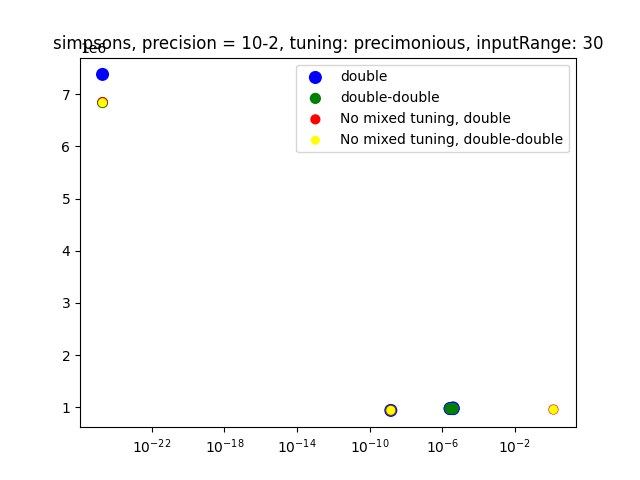 simpsons, precision = 10-2, tuning: precimonious, inputRange: 30
1e6
double
double-double
No mixed tuning, double
No mixed tuning, double-double
7
6
5
4
3
2
1
10⁻²² 10⁻¹⁸ 10⁻¹⁴ 10⁻¹⁰ 10⁻⁶ 10⁻²